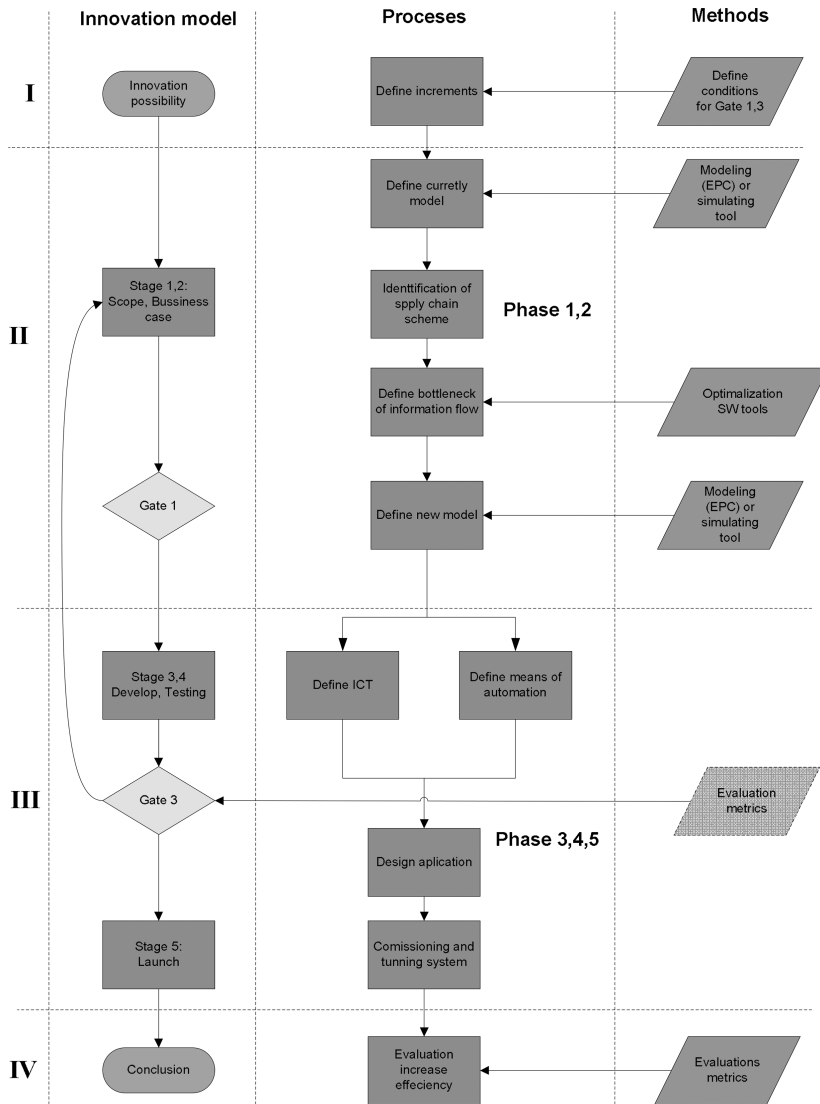 Innovation model
Proceses
Methods
I
Innovation
possibility
Define increments
Define
conditions
for Gate 1,3
II
Define curretly
model
Modeling
(EPC) or
simulating
tool
Stage 1,2:
Scope, Bussiness
case
Identtification of
spply chain
scheme
Phase 1,2
Define bottleneck
of information flow
Optimalization
SW tools
Gate 1
Define new model
Modeling
(EPC) or
simulating
tool
III
Stage 3,4
Develop, Testing
Define ICT
Define means of
automation
Gate 3
Evaluation
metrics
Phase 3,4,5
Design aplication
Stage 5:
Launch
Comissioning and
tunning system
IV
Conclusion
Evaluation
increase
effeciency
Evaluations
metrics